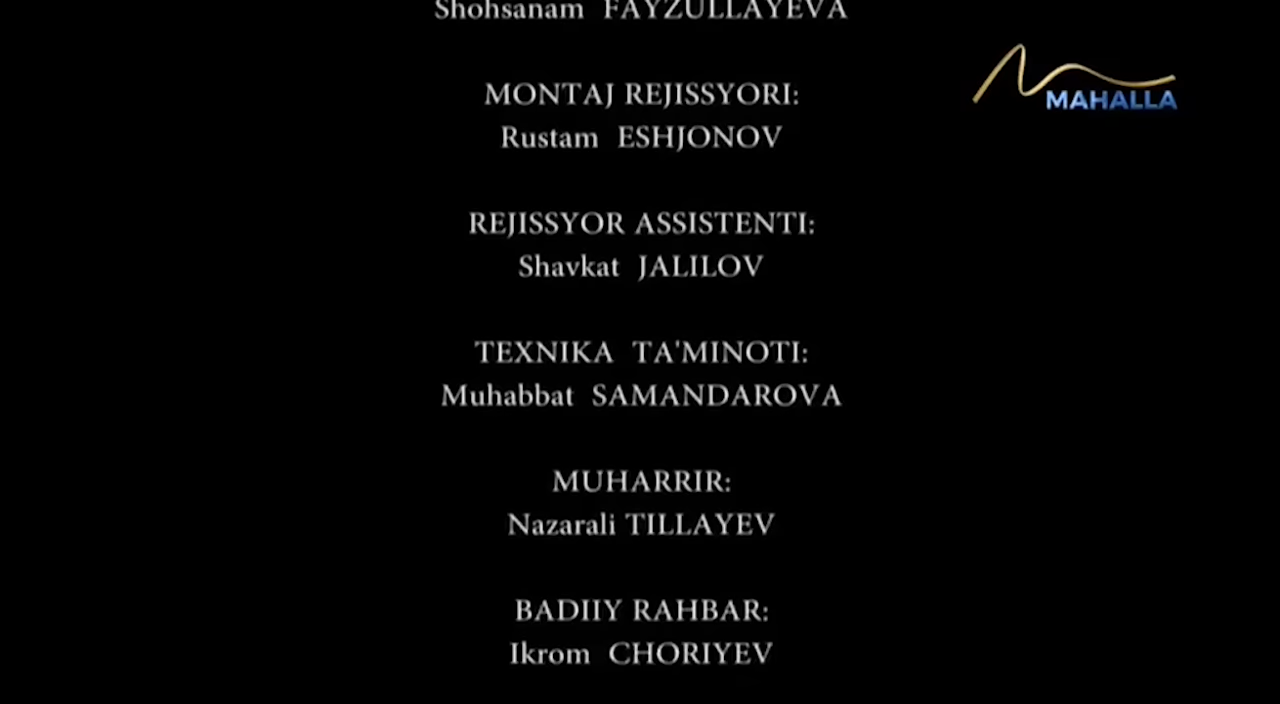 Shohsanam FAYZULLAYEVA
MAHALLA
MONTAJ REJISSYORI:
Rustam ESHJONOV
REJISSYOR ASSISTENTI:
Shavkat JALILOV
TEXNIKA TA'MINOTI:
Muhabbat SAMANDAROVA
MUHARRIR:
Nazarali TILLAYEV
BADIIY RAHBAR:
Ikrom CHORIYEV